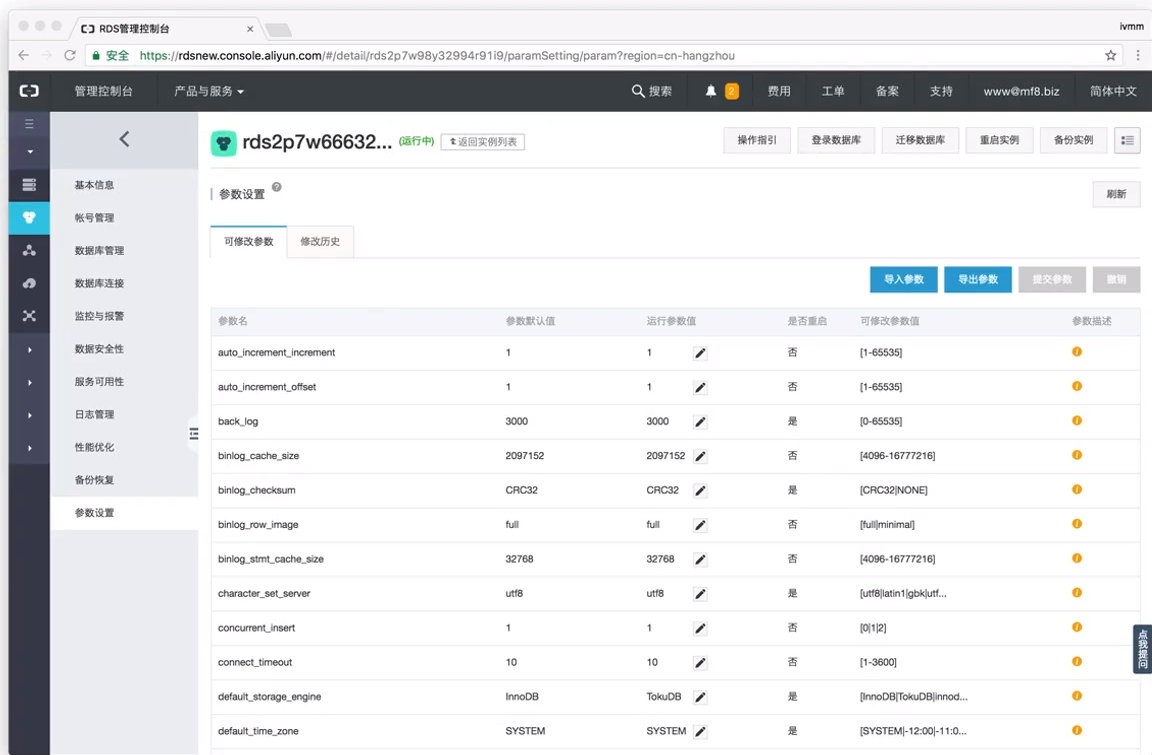 RDS管理控制台
ivmm
安全 https://rdsnew.console.aliyun.com/#/detail/rds2p7w98y32994r91i9/paramSetting/param?region=cn-hangzhou
管理控制台 产品与服务 搜索 2 费用 工单 备案 支持 www@mf8.biz 简体中文
rds2p7w66632... (运行中) 返回实例列表 操作指引 登录数据库 迁移数据库 重启实例 备份实例
基本信息
帐号管理
数据库管理
数据库连接
监控与报警
数据安全性
服务可用性
日志管理
性能优化
备份恢复
参数设置
参数设置 刷新
可修改参数 修改历史
导入参数 导出参数 提交参数 撤销
参数名 参数默认值 运行参数值 是否重启 可修改参数值 参数描述
auto_increment_increment 1 1 否 [1-65535]
auto_increment_offset 1 1 否 [1-65535]
back_log 3000 3000 是 [0-65535]
binlog_cache_size 2097152 2097152 否 [4096-16777216]
binlog_checksum CRC32 CRC32 是 [CRC32|NONE]
binlog_row_image full full 否 [full|minimal]
binlog_stmt_cache_size 32768 32768 否 [4096-16777216]
character_set_server utf8 utf8 是 [utf8|latin1|gbk|utf...
concurrent_insert 1 1 否 [0|1|2]
connect_timeout 10 10 否 [1-3600]
default_storage_engine InnoDB TokuDB 是 [InnoDB|TokuDB|innod...
default_time_zone SYSTEM SYSTEM 是 [SYSTEM|-12:00|-11:0...
点我提问